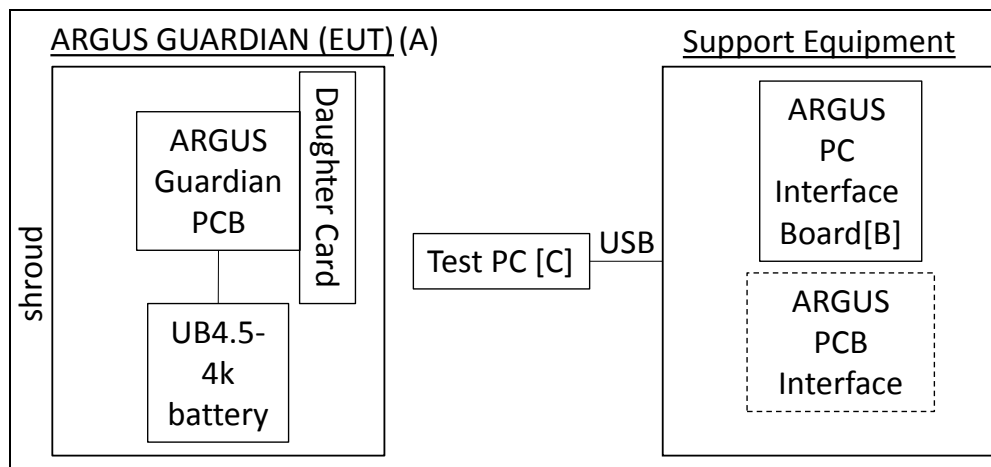 ARGUS GUARDIAN (EUT) (A)
Support Equipment
shroud
ARGUS
Guardian
PCB
Daughter Card
UB4.5-
4k
battery
Test PC [C]
USB
ARGUS
PC
Interface
Board[B]
ARGUS
PCB
Interface